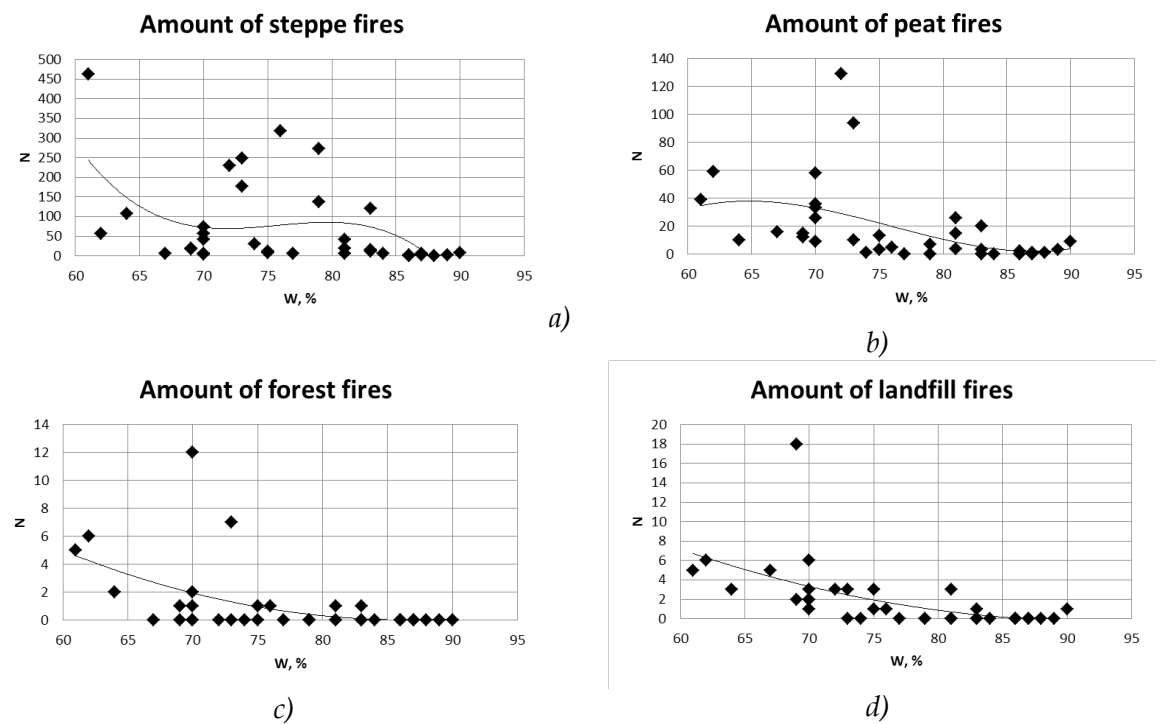 Amount of steppe fires
500
450
400
350
300
250
200
150
100
50
0
N
60 65 70 75 80 85 90 95
W, %
a)
Amount of peat fires
140
120
100
80
60
40
20
0
N
60 65 70 75 80 85 90 95
W, %
b)
Amount of forest fires
14
12
10
8
6
4
2
0
N
60 65 70 75 80 85 90 95
W, %
c)
Amount of landfill fires
20
18
16
14
12
10
8
6
4
2
0
N
60 65 70 75 80 85 90 95
W, %
d)